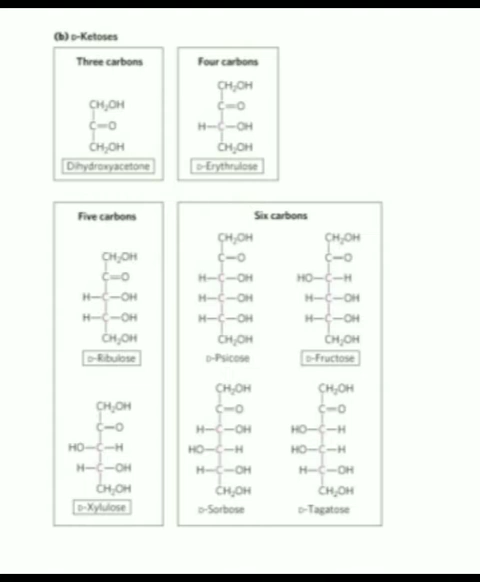 (b) D-Ketoses
Three carbons
CH2OH
C=O
CH2OH
Dihydroxyacetone
Four carbons
CH2OH
C=O
H-C-OH
CH2OH
D-Erythrulose
Five carbons
CH2OH
C=O
H-C-OH
H-C-OH
CH2OH
D-Ribulose
CH2OH
C=O
HO-C-H
H-C-OH
CH2OH
D-Xylulose
Six carbons
CH2OH
C=O
H-C-OH
H-C-OH
H-C-OH
CH2OH
D-Psicose
CH2OH
C=O
HO-C-H
H-C-OH
H-C-OH
CH2OH
D-Fructose
CH2OH
C=O
H-C-OH
HO-C-H
H-C-OH
CH2OH
D-Sorbose
CH2OH
C=O
HO-C-H
HO-C-H
H-C-OH
CH2OH
D-Tagatose